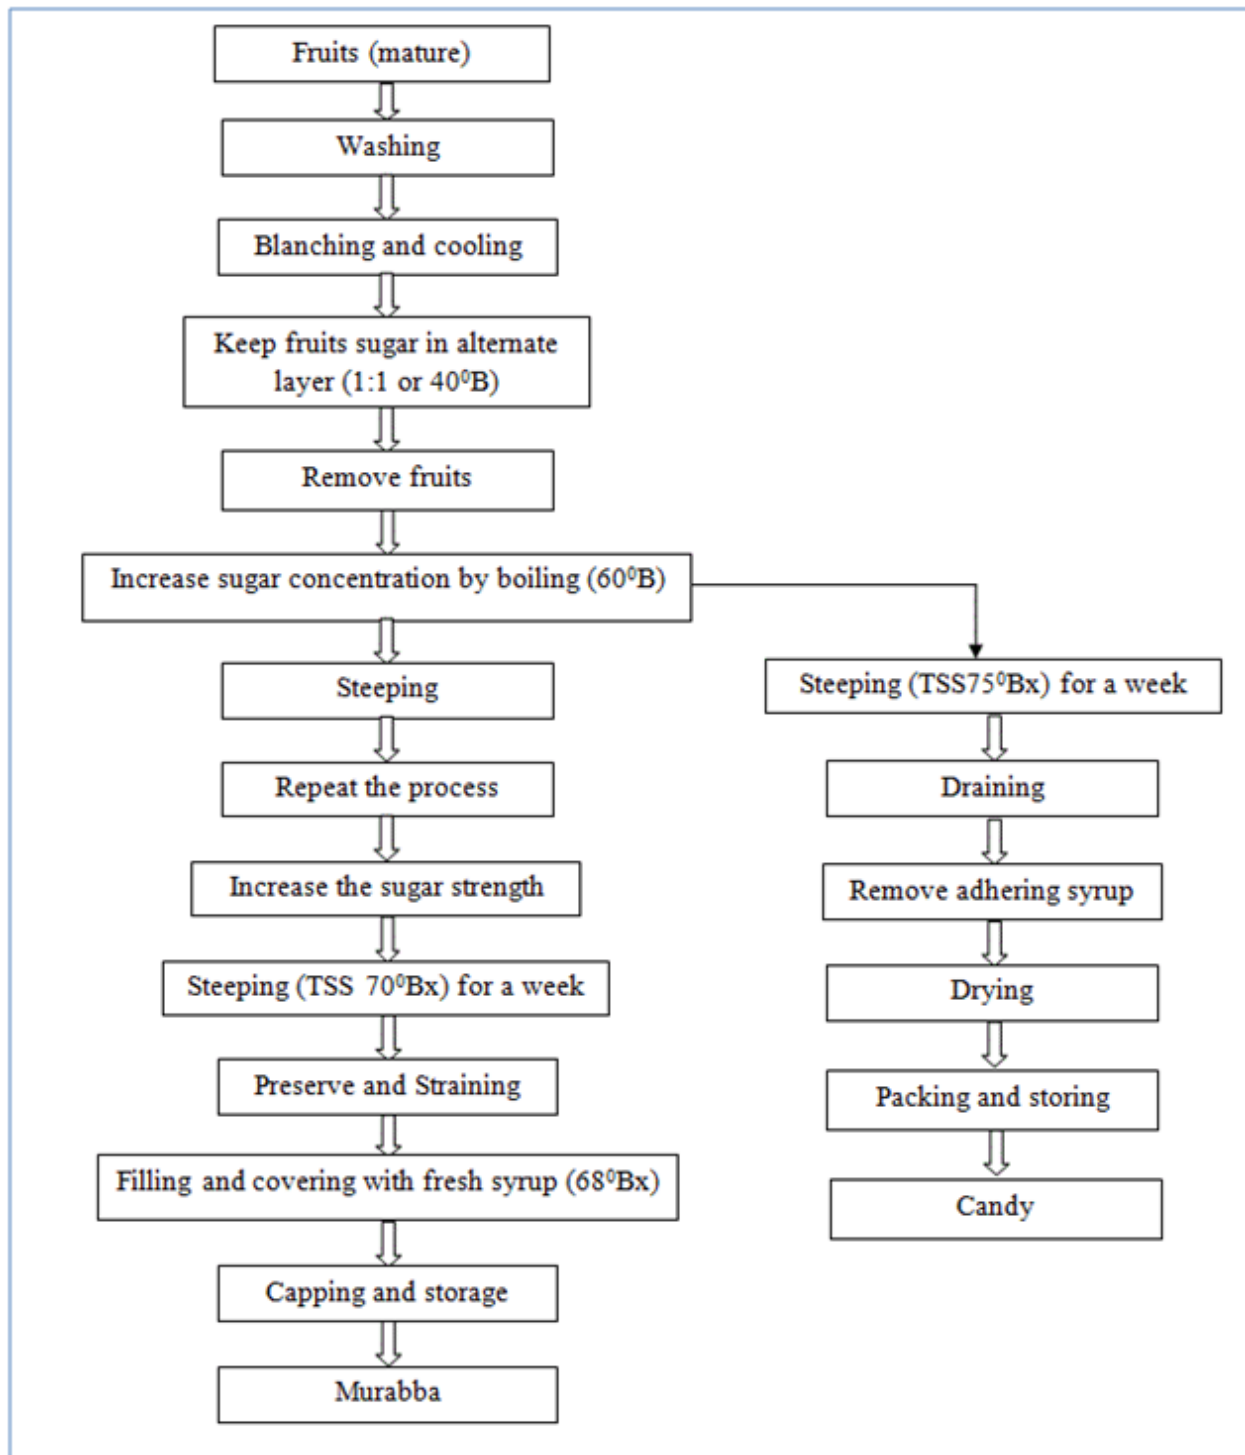 Fruits (mature)
Washing
Blanching and cooling
Keep fruits sugar in alternate
layer (1:1 or 40⁰B)
Remove fruits
Increase sugar concentration by boiling (60⁰B)
Steeping
Repeat the process
Increase the sugar strength
Steeping (TSS 70⁰Bx) for a week
Preserve and Straining
Filling and covering with fresh syrup (68⁰Bx)
Capping and storage
Murabba
Steeping (TSS75⁰Bx) for a week
Draining
Remove adhering syrup
Drying
Packing and storing
Candy